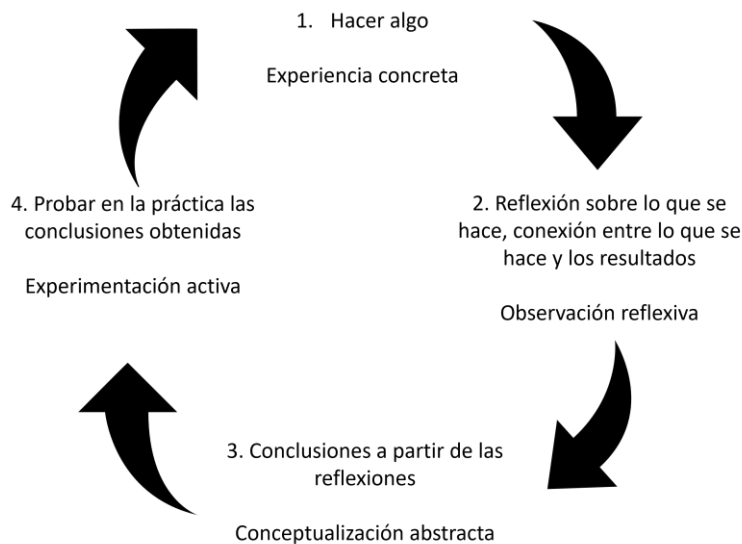 1. Hacer algo
Experiencia concreta
2. Reflexión sobre lo que se
hace, conexión entre lo que se
hace y los resultados
Observación reflexiva
3. Conclusiones a partir de las
reflexiones
Conceptualización abstracta
4. Probar en la práctica las
conclusiones obtenidas
Experimentación activa